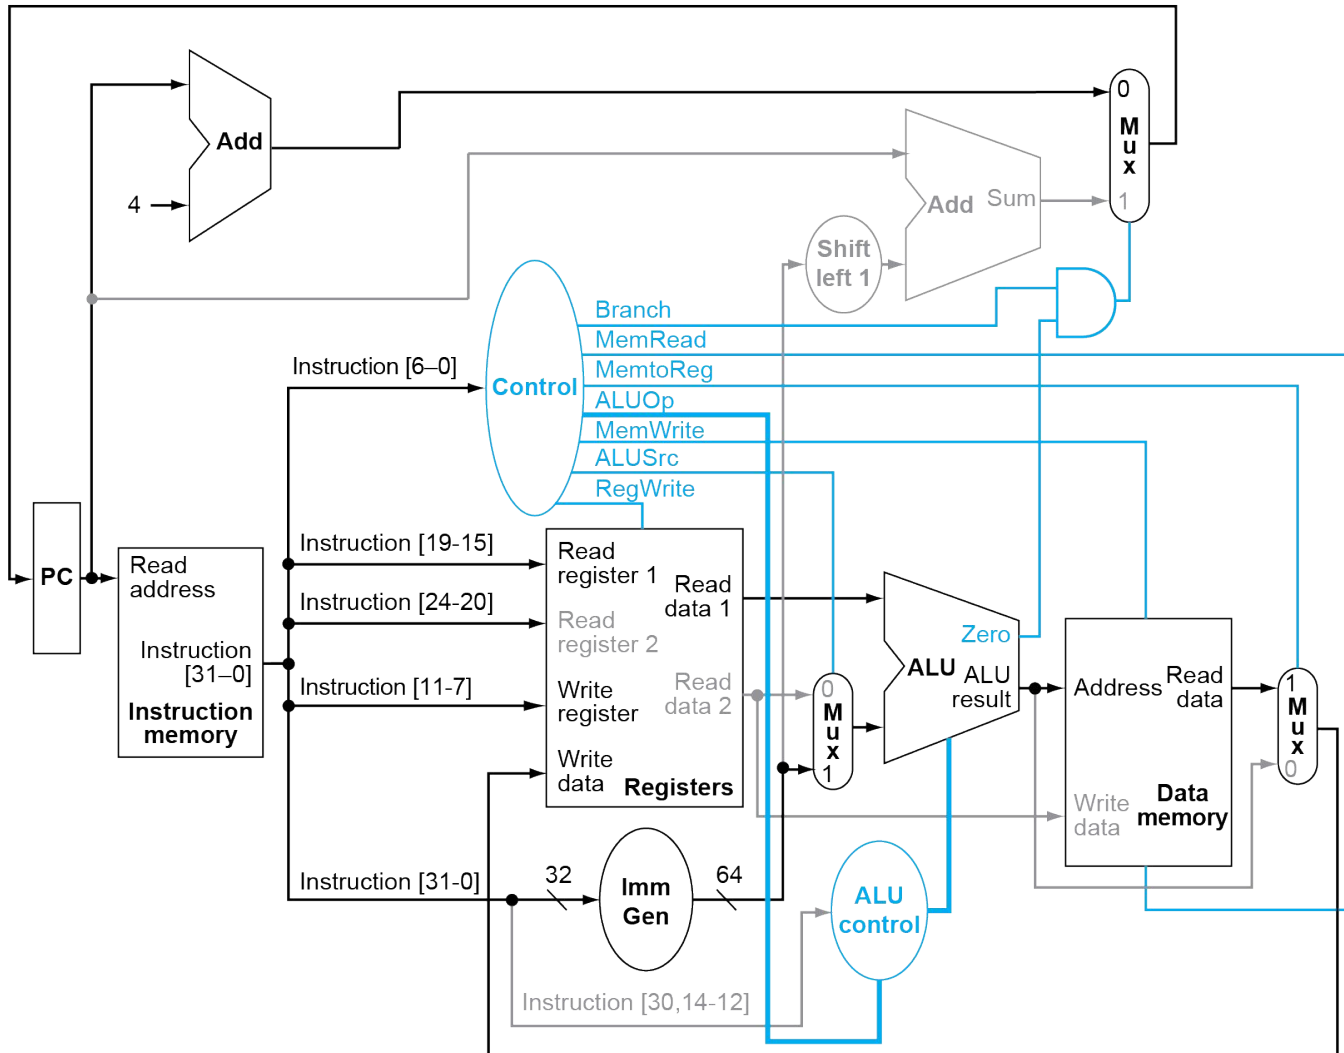 0
M
u
x
1
Add
4
Add
Sum
Shift
left 1
Branch
MemRead
MemtoReg
ALUOp
MemWrite
ALUSrc
RegWrite
Instruction [6–0]
Control
PC
Read
address
Instruction
[31–0]
Instruction
memory
Instruction [19-15]
Instruction [24-20]
Instruction [11-7]
Instruction [31-0]
Read
register 1
Read
data 1
Read
register 2
Read
data 2
Write
register
Write
data
Registers
0
M
u
x
1
Zero
ALU
ALU
result
Address
Read
data
Write
data
Data
memory
1
M
u
x
0
32
Imm
Gen
64
ALU
control
Instruction [30,14-12]